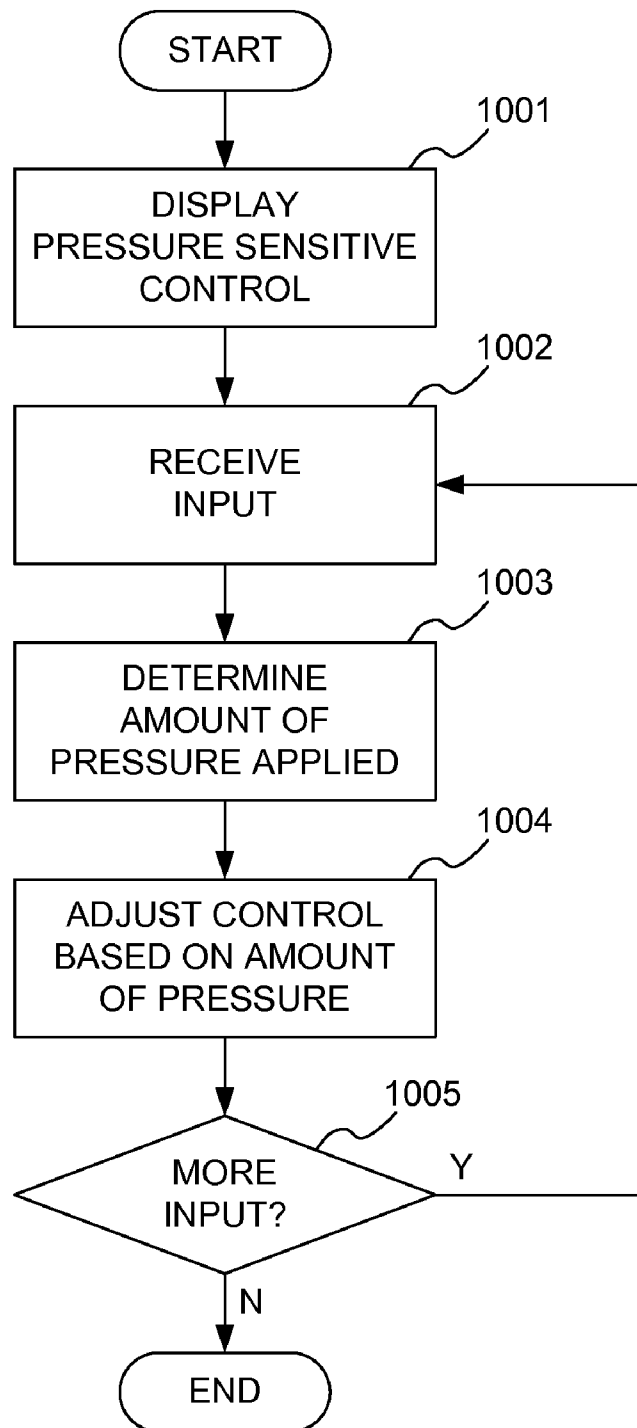 START
1001
DISPLAY
PRESSURE SENSITIVE
CONTROL
1002
RECEIVE
INPUT
1003
DETERMINE
AMOUNT OF
PRESSURE APPLIED
1004
ADJUST CONTROL
BASED ON AMOUNT
OF PRESSURE
1005
MORE
INPUT?
Y
N
END